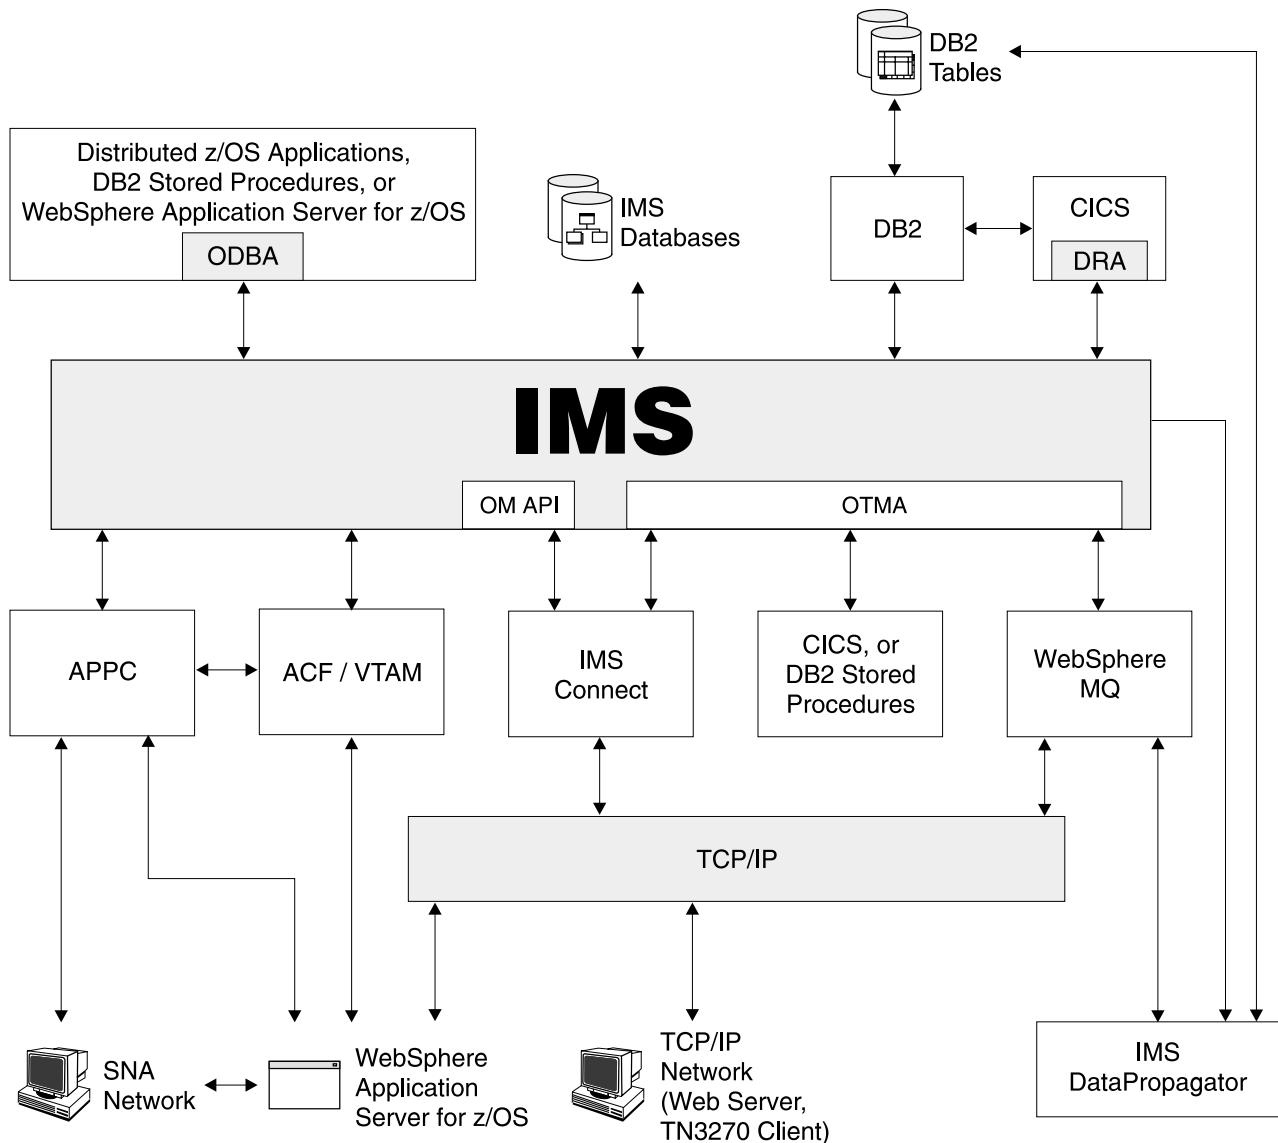 DB2
Tables
Distributed z/OS Applications,
DB2 Stored Procedures, or
WebSphere Application Server for z/OS
ODBA
IMS
Databases
DB2
CICS
DRA
IMS
OM API
OTMA
APPC
ACF / VTAM
IMS
Connect
CICS, or
DB2 Stored
Procedures
WebSphere
MQ
TCP/IP
SNA
Network
WebSphere
Application
Server for z/OS
TCP/IP
Network
(Web Server,
TN3270 Client)
IMS
DataPropagator